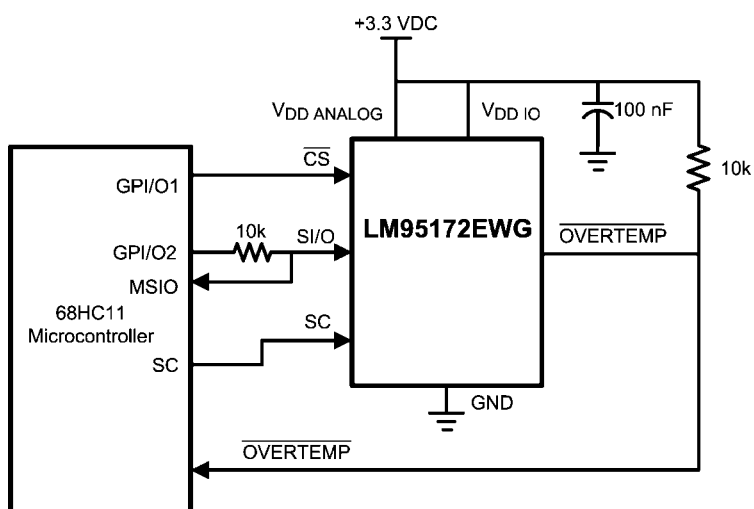 +3.3 VDC
VDD ANALOG
VDD IO
100 nF
10k
CS
GPI/O1
LM95172EWG
OVERTEMP
10k
SI/O
GPI/O2
MSIO
68HC11
Microcontroller
SC
SC
GND
OVERTEMP